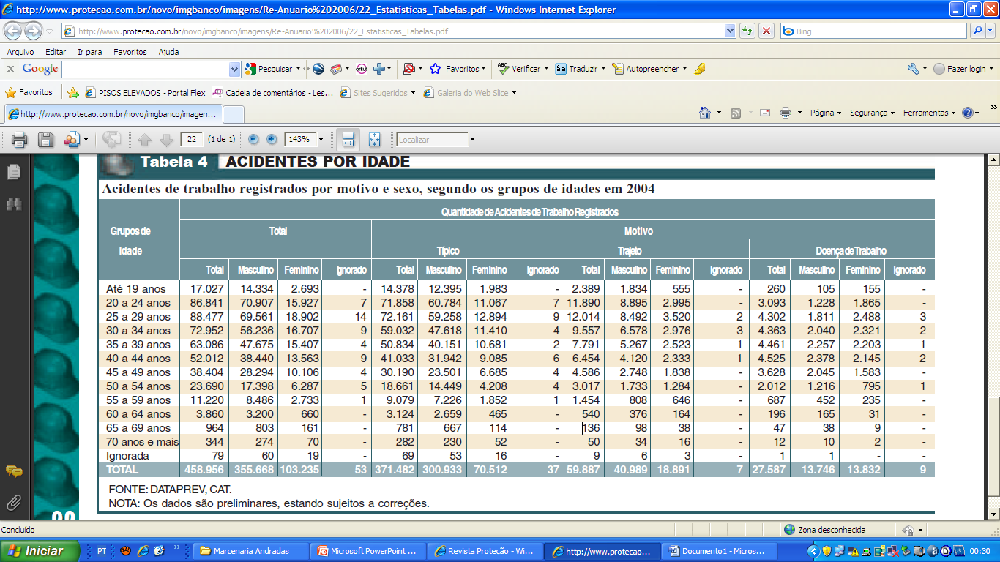 http://www.protecao.com.br/novo/imgbanco/imagens/Re-Anuario%202006/22_Estatisticas_Tabelas.pdf - Windows Internet Explorer
http://www.protecao.com.br/novo/imgbanco/imagens/Re-Anuario%202006/22_Estatisticas_Tabelas.pdf Bing
Arquivo Editar Ir para Favoritos Ajuda
x Google Pesquisar Favoritos Verificar Traduzir Autopreencher Fazer login
Favoritos PISOS ELEVADOS - Portal Flex Cadeia de comentários - Les... Sites Sugeridos Galeria do Web Slice
http://www.protecao.com.br/novo/imgbanco/imagen... Página Segurança Ferramentas »
22 (1 de 1) 143% Localizar
Tabela 4 ACIDENTES POR IDADE
Acidentes de trabalho registrados por motivo e sexo, segundo os grupos de idades em 2004
Quantidade de Acidentes de Trabalho Registrados
Grupos de Total Motivo
Idade Típico Trajeto Doença de Trabalho
Total Masculino Feminino Ignorado Total Masculino Feminino Ignorado Total Masculino Feminino Ignorado Total Masculino Feminino Ignorado
Até 19 anos 17.027 14.334 2.693 - 14.378 12.395 1.983 - 2.389 1.834 555 - 260 105 155 -
20 a 24 anos 86.841 70.907 15.927 7 71.858 60.784 11.067 7 11.890 8.895 2.995 - 3.093 1.228 1.865 -
25 a 29 anos 88.477 69.561 18.902 14 72.161 59.258 12.894 9 12.014 8.492 3.520 2 4.302 1.811 2.488 3
30 a 34 anos 72.952 56.236 16.707 9 59.032 47.618 11.410 4 9.557 6.578 2.976 3 4.363 2.040 2.321 2
35 a 39 anos 63.086 47.675 15.407 4 50.834 40.151 10.681 2 7.791 5.267 2.523 1 4.461 2.257 2.203 1
40 a 44 anos 52.012 38.440 13.563 9 41.033 31.942 9.085 6 6.454 4.120 2.333 1 4.525 2.378 2.145 2
45 a 49 anos 38.404 28.294 10.106 4 30.190 23.501 6.685 4 4.586 2.748 1.838 - 3.628 2.045 1.583 -
50 a 54 anos 23.690 17.398 6.287 5 18.661 14.449 4.208 4 3.017 1.733 1.284 - 2.012 1.216 795 1
55 a 59 anos 11.220 8.486 2.733 1 9.079 7.226 1.852 1 1.454 808 646 - 687 452 235 -
60 a 64 anos 3.860 3.200 660 - 3.124 2.659 465 - 540 376 164 - 196 165 31 -
65 a 69 anos 964 803 161 - 781 667 114 - 136 98 38 - 47 38 9 -
70 anos e mais 344 274 70 - 282 230 52 - 50 34 16 - 12 10 2 -
Ignorada 79 60 19 - 69 53 16 - 9 6 3 - 1 1 - -
TOTAL 458.956 355.668 103.235 53 371.482 300.933 70.512 37 59.887 40.989 18.891 7 27.587 13.746 13.832 9
FONTE: DATAPREV, CAT.
NOTA: Os dados são preliminares, estando sujeitos a correções.
Concluído Zona desconhecida
Iniciar PT » Marcenaria Andradas Microsoft PowerPoint ... Revista Proteção - Wi... http://www.protecao... Documento1 - Micros... 00:30